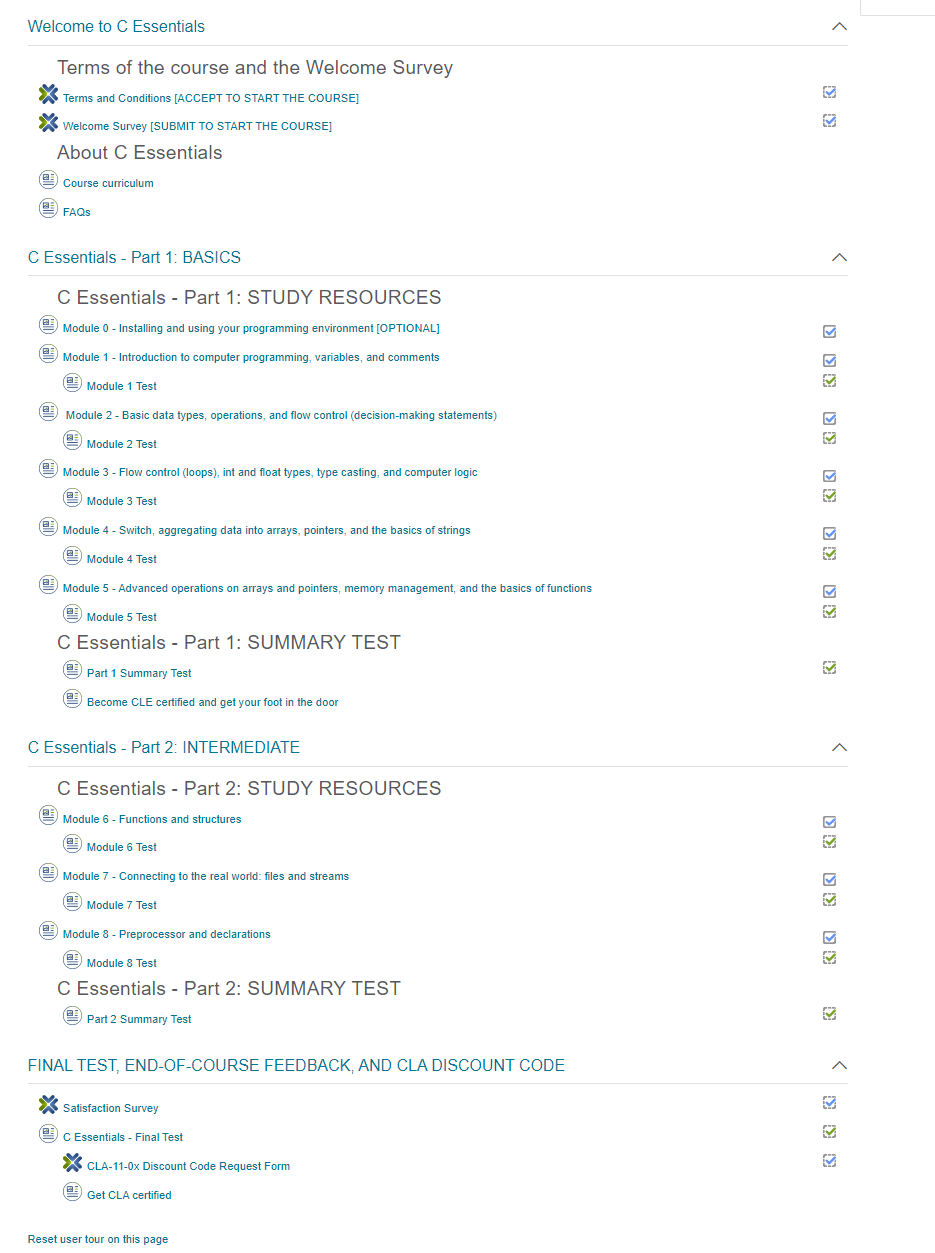 Welcome to C Essentials
Terms of the course and the Welcome Survey
Terms and Conditions [ACCEPT TO START THE COURSE]
Welcome Survey [SUBMIT TO START THE COURSE]
About C Essentials
Course curriculum
FAQs
C Essentials - Part 1: BASICS
C Essentials - Part 1: STUDY RESOURCES
Module 0 - Installing and using your programming environment [OPTIONAL]
Module 1 - Introduction to computer programming, variables, and comments
Module 1 Test
Module 2 - Basic data types, operations, and flow control (decision-making statements)
Module 2 Test
Module 3 - Flow control (loops), int and float types, type casting, and computer logic
Module 3 Test
Module 4 - Switch, aggregating data into arrays, pointers, and the basics of strings
Module 4 Test
Module 5 - Advanced operations on arrays and pointers, memory management, and the basics of functions
Module 5 Test
C Essentials - Part 1: SUMMARY TEST
Part 1 Summary Test
Become CLE certified and get your foot in the door
C Essentials - Part 2: INTERMEDIATE
C Essentials - Part 2: STUDY RESOURCES
Module 6 - Functions and structures
Module 6 Test
Module 7 - Connecting to the real world: files and streams
Module 7 Test
Module 8 - Preprocessor and declarations
Module 8 Test
C Essentials - Part 2: SUMMARY TEST
Part 2 Summary Test
FINAL TEST, END-OF-COURSE FEEDBACK, AND CLA DISCOUNT CODE
Satisfaction Survey
C Essentials - Final Test
CLA-11-0x Discount Code Request Form
Get CLA certified
Reset user tour on this page